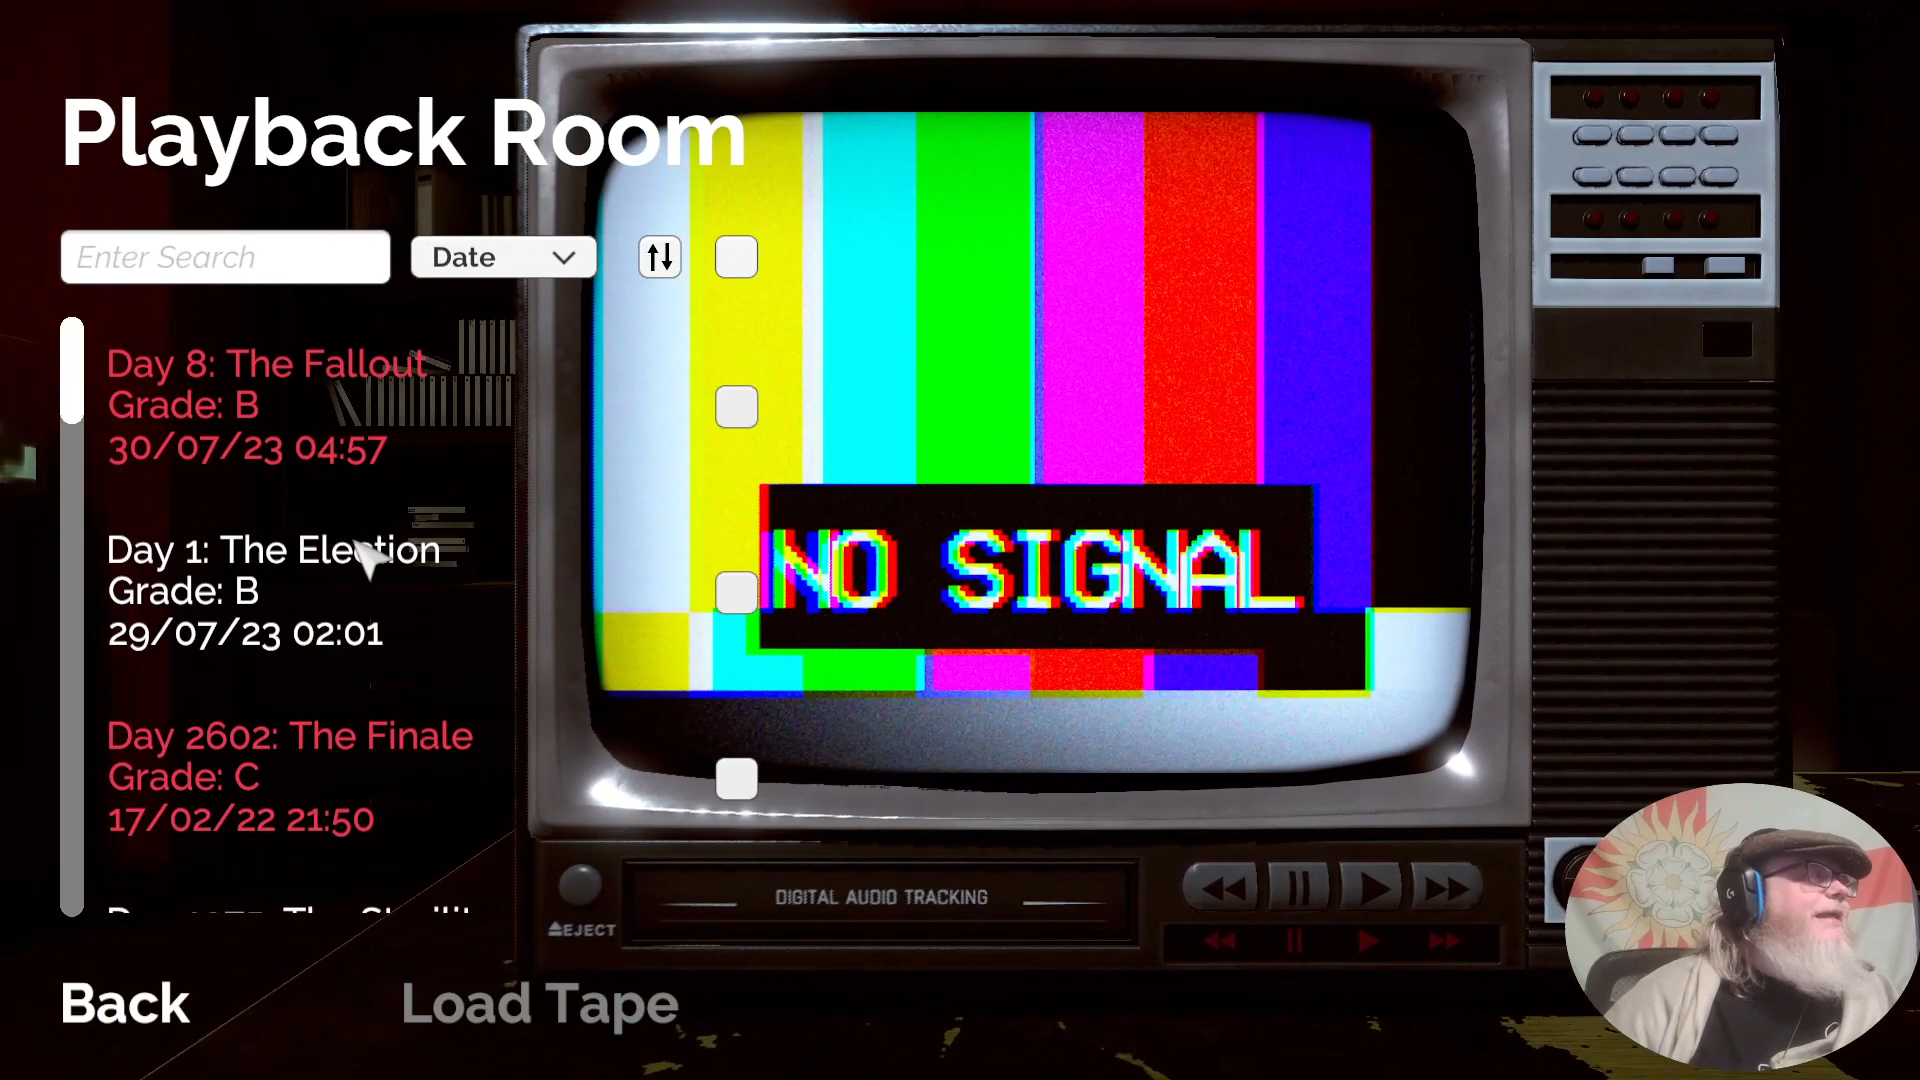 Playback Room
Enter Search
Date
Day 8: The Fallout
Grade: B
30/07/23 04:57
Day 1: The Election
Grade: B
29/07/23 02:01
Day 2602: The Finale
Grade: C
17/02/22 21:50
NO SIGNAL
DIGITAL AUDIO TRACKING
EJECT
Back
Load Tape